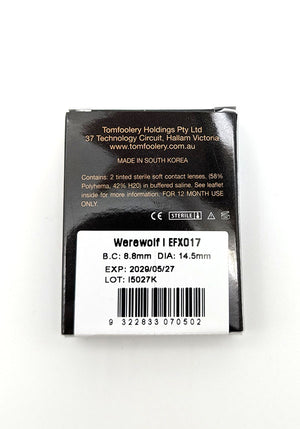 Tomfoolery Holdings Pty Ltd
37 Technology Circuit, Hallam Victoria
www.tomfoolery.com.au
MADE IN SOUTH KOREA
Contains: 2 tinted sterile soft contact lenses, (58%
Polyhema, 42% H20) in buffered saline. See leaflet
inside for more information. FOR 12 MONTH USE
ONLY.
CE STERILE
Werewolf | EFX017
B.C: 8.8mm DIA: 14.5mm
EXP: 2029/05/27
LOT: I5027K
9 322833 070502